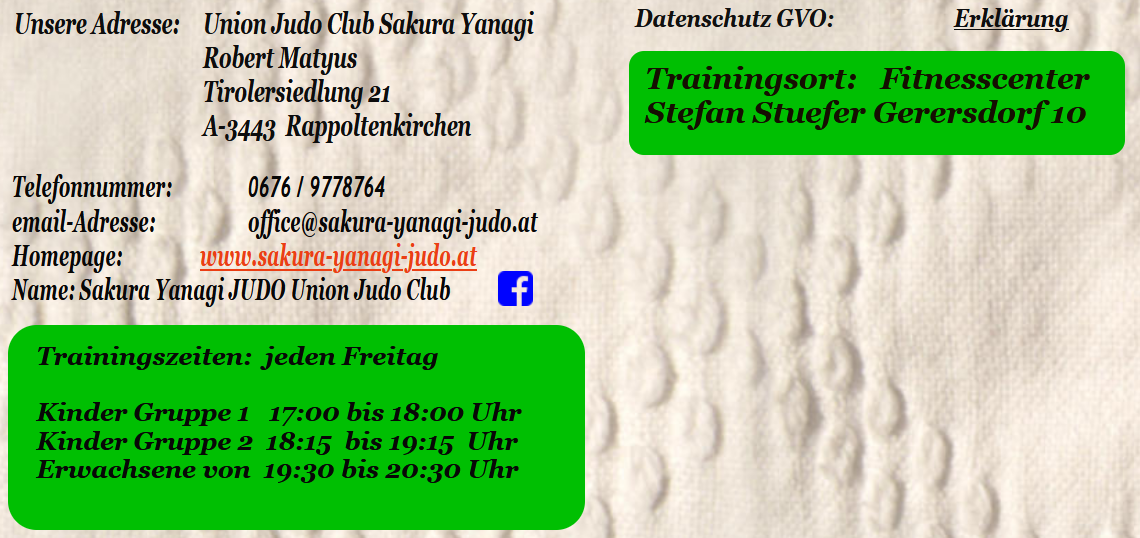 Unsere Adresse: Union Judo Club Sakura Yanagi
Robert Matyus
Tirolersiedlung 21
A-3443 Rappoltenkirchen
Telefonnummer: 0676 / 9778764
email-Adresse: office@sakura-yanagi-judo.at
Homepage: www.sakura-yanagi-judo.at
Name: Sakura Yanagi JUDO Union Judo Club
Trainingszeiten: jeden Freitag
Kinder Gruppe 1 17:00 bis 18:00 Uhr
Kinder Gruppe 2 18:15 bis 19:15 Uhr
Erwachsene von 19:30 bis 20:30 Uhr
Datenschutz GVO: Erklärung
Trainingsort: Fitnesscenter
Stefan Stuefer Gerersdorf 10